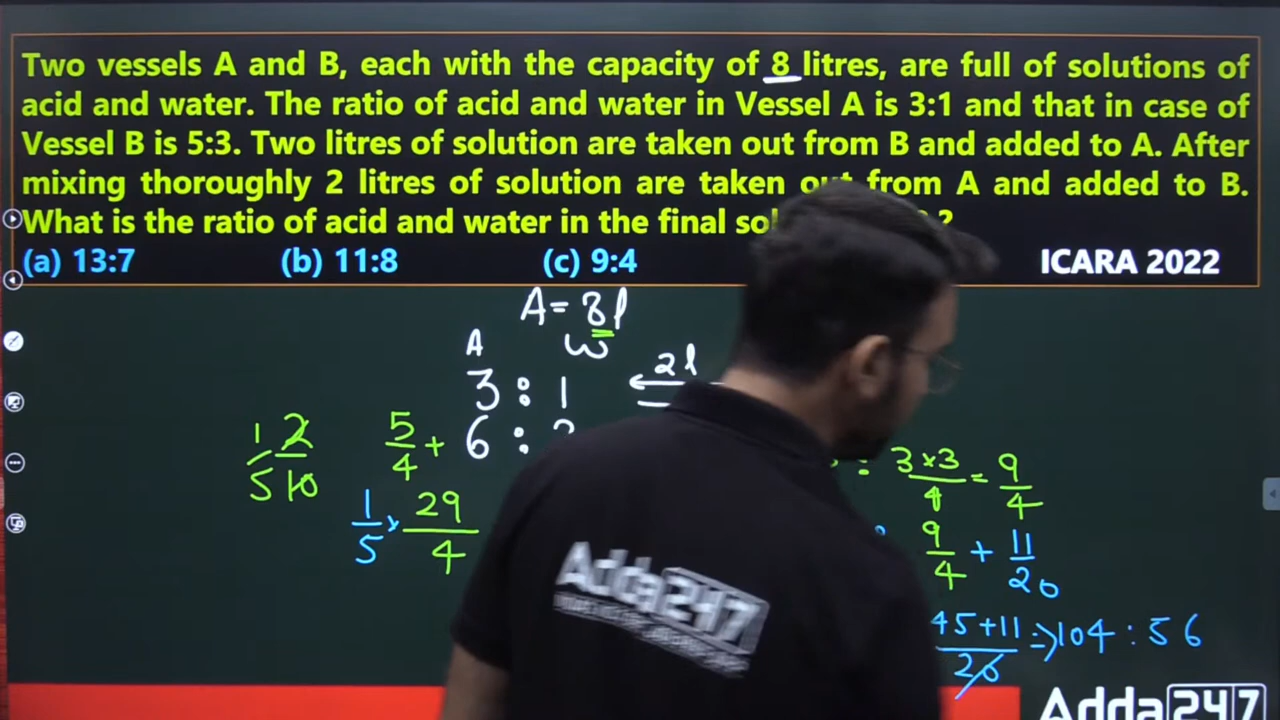 Two vessels A and B, each with the capacity of 8 litres, are full of solutions of
acid and water. The ratio of acid and water in Vessel A is 3:1 and that in case of
Vessel B is 5:3. Two litres of solution are taken out from B and added to A. After
mixing thoroughly 2 litres of solution are taken out from A and added to B.
What is the ratio of acid and water in the final ?
(a) 13:7 (b) 11:8 (c) 9:4 ICARA 2022
A = 8l
A W
3 : 1 2l
1/5 2/10 5/4 + 6 : : 3×3/4 = 9/4
1/5 × 29/4 9/4 + 11/20
45+11/20 => 104 : 56
Adda247
Adda247